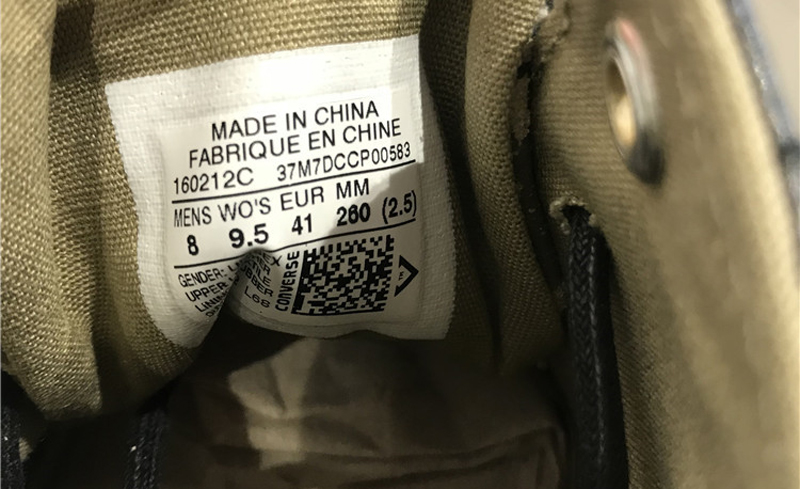 MADE IN CHINA
FABRIQUE EN CHINE
160212C 37M7DCCP00583
MENS WO'S EUR MM
8 9.5 41 260 (2.5)
GENDER:
UPPER:
L68
CONVERSE